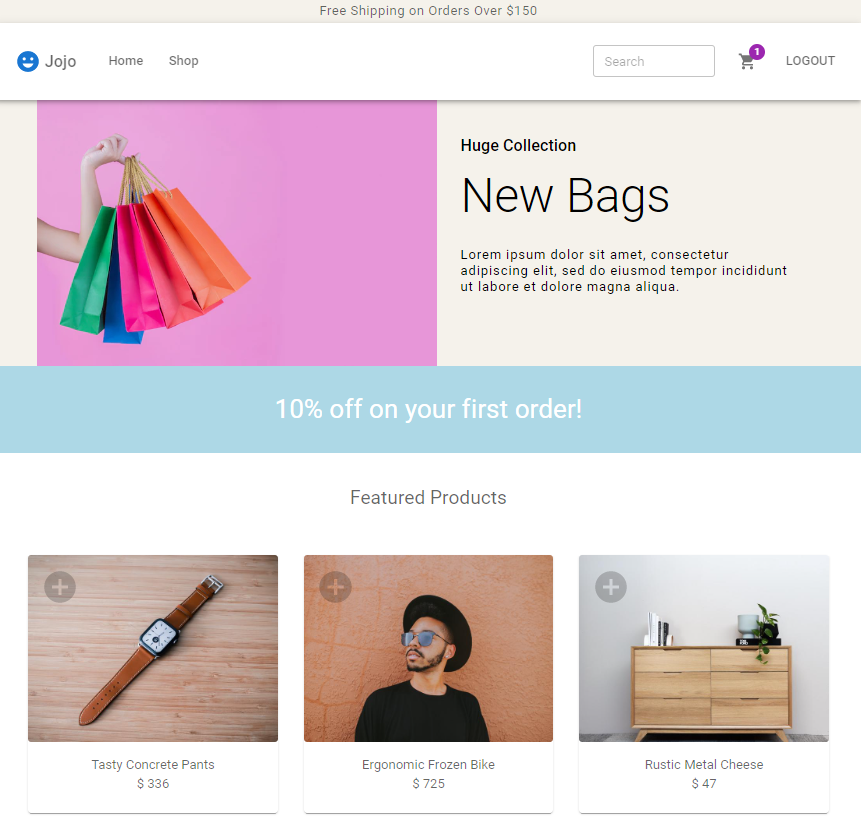 Free Shipping on Orders Over $150
Jojo Home Shop Search 1 LOGOUT
Huge Collection
New Bags
Lorem ipsum dolor sit amet, consectetur
adipiscing elit, sed do eiusmod tempor incididunt
ut labore et dolore magna aliqua.
10% off on your first order!
Featured Products
Tasty Concrete Pants
$ 336
Ergonomic Frozen Bike
$ 725
Rustic Metal Cheese
$ 47